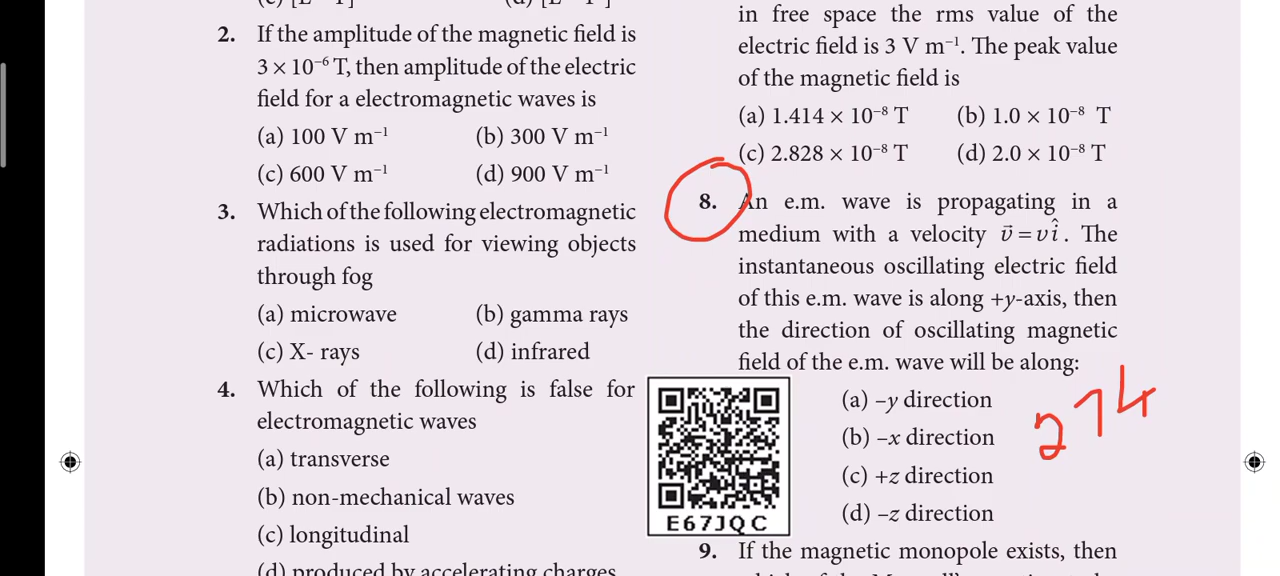 2. If the amplitude of the magnetic field is
3 × 10⁻⁶ T, then amplitude of the electric
field for a electromagnetic waves is
(a) 100 V m⁻¹ (b) 300 V m⁻¹
(c) 600 V m⁻¹ (d) 900 V m⁻¹
3. Which of the following electromagnetic
radiations is used for viewing objects
through fog
(a) microwave (b) gamma rays
(c) X- rays (d) infrared
4. Which of the following is false for
electromagnetic waves
(a) transverse
(b) non-mechanical waves
(c) longitudinal
(d) produced by accelerating charges
in free space the rms value of the
electric field is 3 V m⁻¹. The peak value
of the magnetic field is
(a) 1.414 × 10⁻⁸ T (b) 1.0 × 10⁻⁸ T
(c) 2.828 × 10⁻⁸ T (d) 2.0 × 10⁻⁸ T
8. An e.m. wave is propagating in a
medium with a velocity v⃗ = vî. The
instantaneous oscillating electric field
of this e.m. wave is along +y-axis, then
the direction of oscillating magnetic
field of the e.m. wave will be along:
(a) –y direction
(b) –x direction
(c) +z direction
(d) –z direction
274
E67JQC
9. If the magnetic monopole exists, then